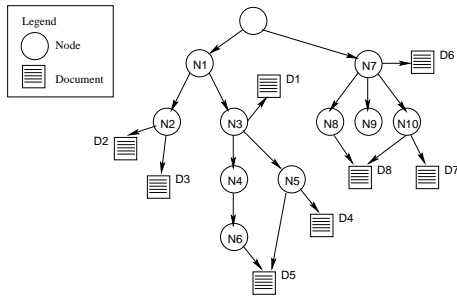 Legend
Node
Document
N1
N7
D6
D1
N2
N3
N8
N9
N10
D2
D3
D8
D7
N4
N5
D4
N6
D5